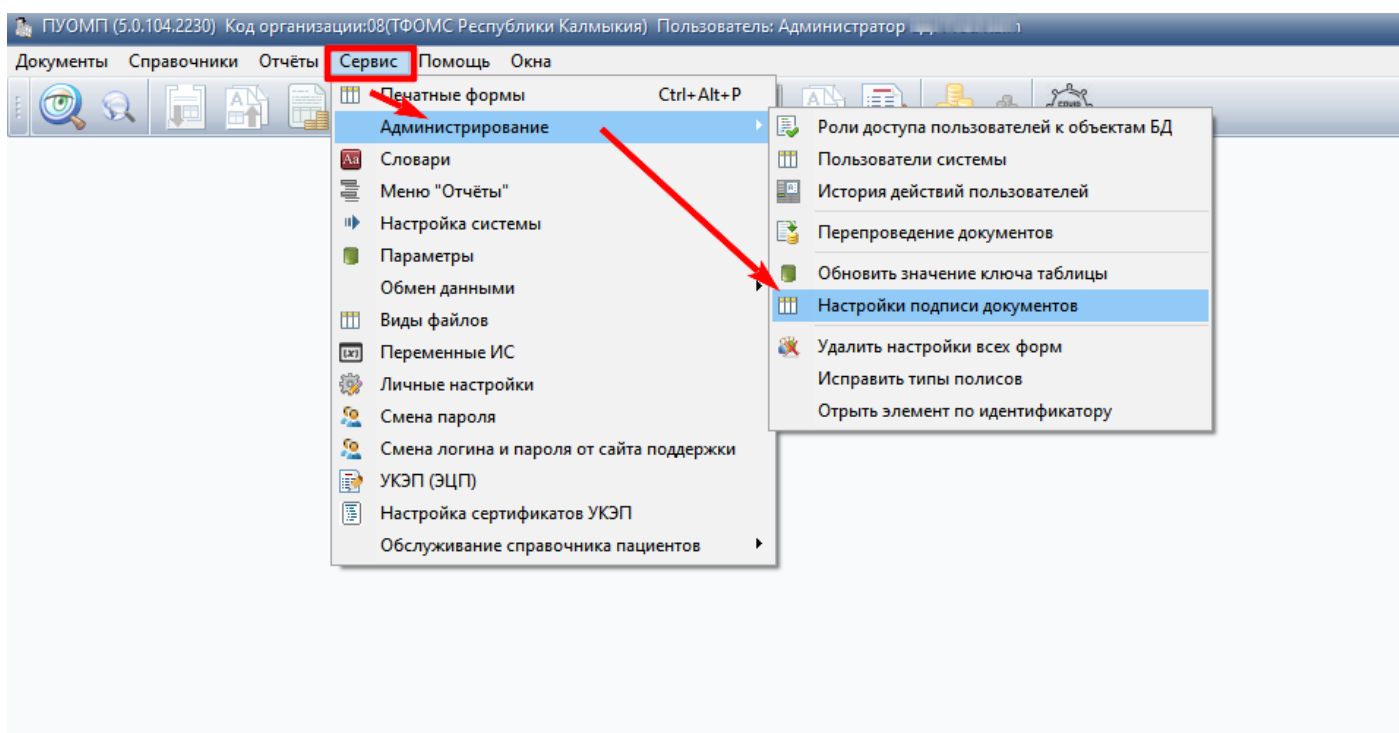 ПУОМП (5.0.104.2230) Код организации:08(ТФОМС Республики Калмыкия) Пользователь: Администратор
Документы Справочники Отчёты Сервис Помощь Окна
Печатные формы Ctrl+Alt+P
Администрирование
Словари
Меню "Отчёты"
Настройка системы
Параметры
Обмен данными
Виды файлов
Переменные ИС
Личные настройки
Смена пароля
Смена логина и пароля от сайта поддержки
УКЭП (ЭЦП)
Настройка сертификатов УКЭП
Обслуживание справочника пациентов
Роли доступа пользователей к объектам БД
Пользователи системы
История действий пользователей
Перепроведение документов
Обновить значение ключа таблицы
Настройки подписи документов
Удалить настройки всех форм
Исправить типы полисов
Отрыть элемент по идентификатору